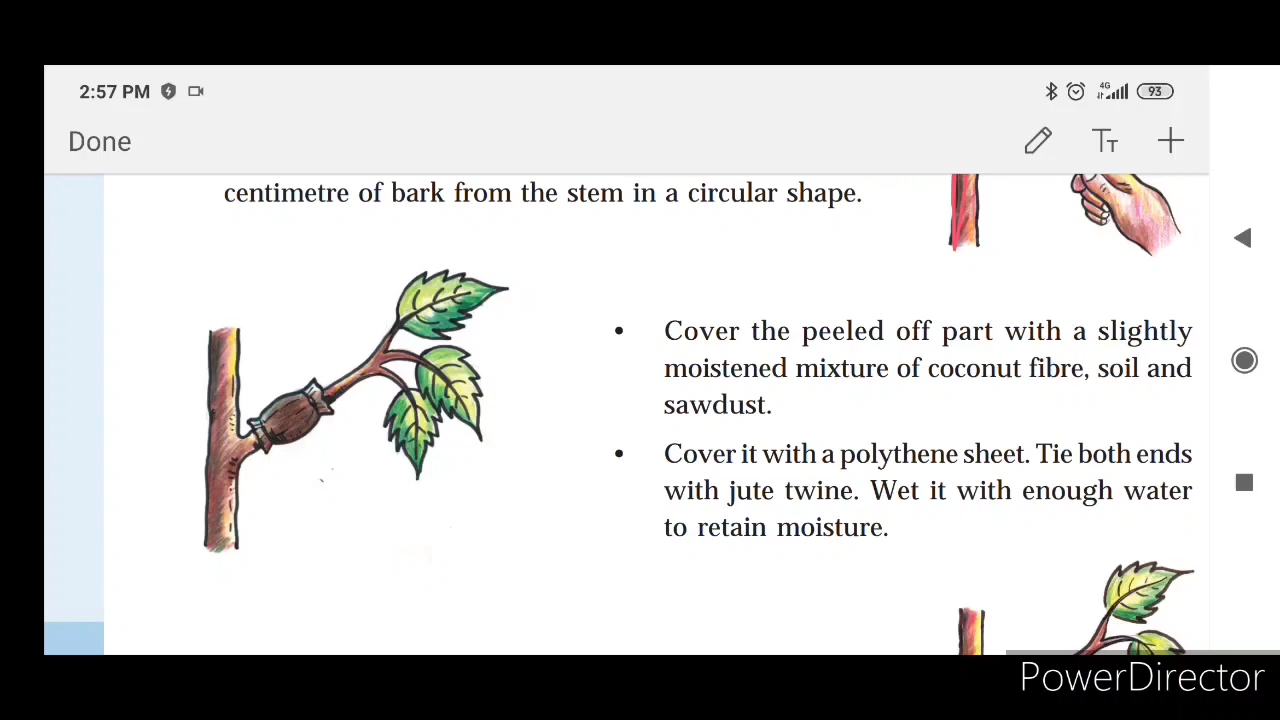 2:57 PM
4G
93
Done
TT
centimetre of bark from the stem in a circular shape.
• Cover the peeled off part with a slightly
moistened mixture of coconut fibre, soil and
sawdust.
• Cover it with a polythene sheet. Tie both ends
with jute twine. Wet it with enough water
to retain moisture.
PowerDirector